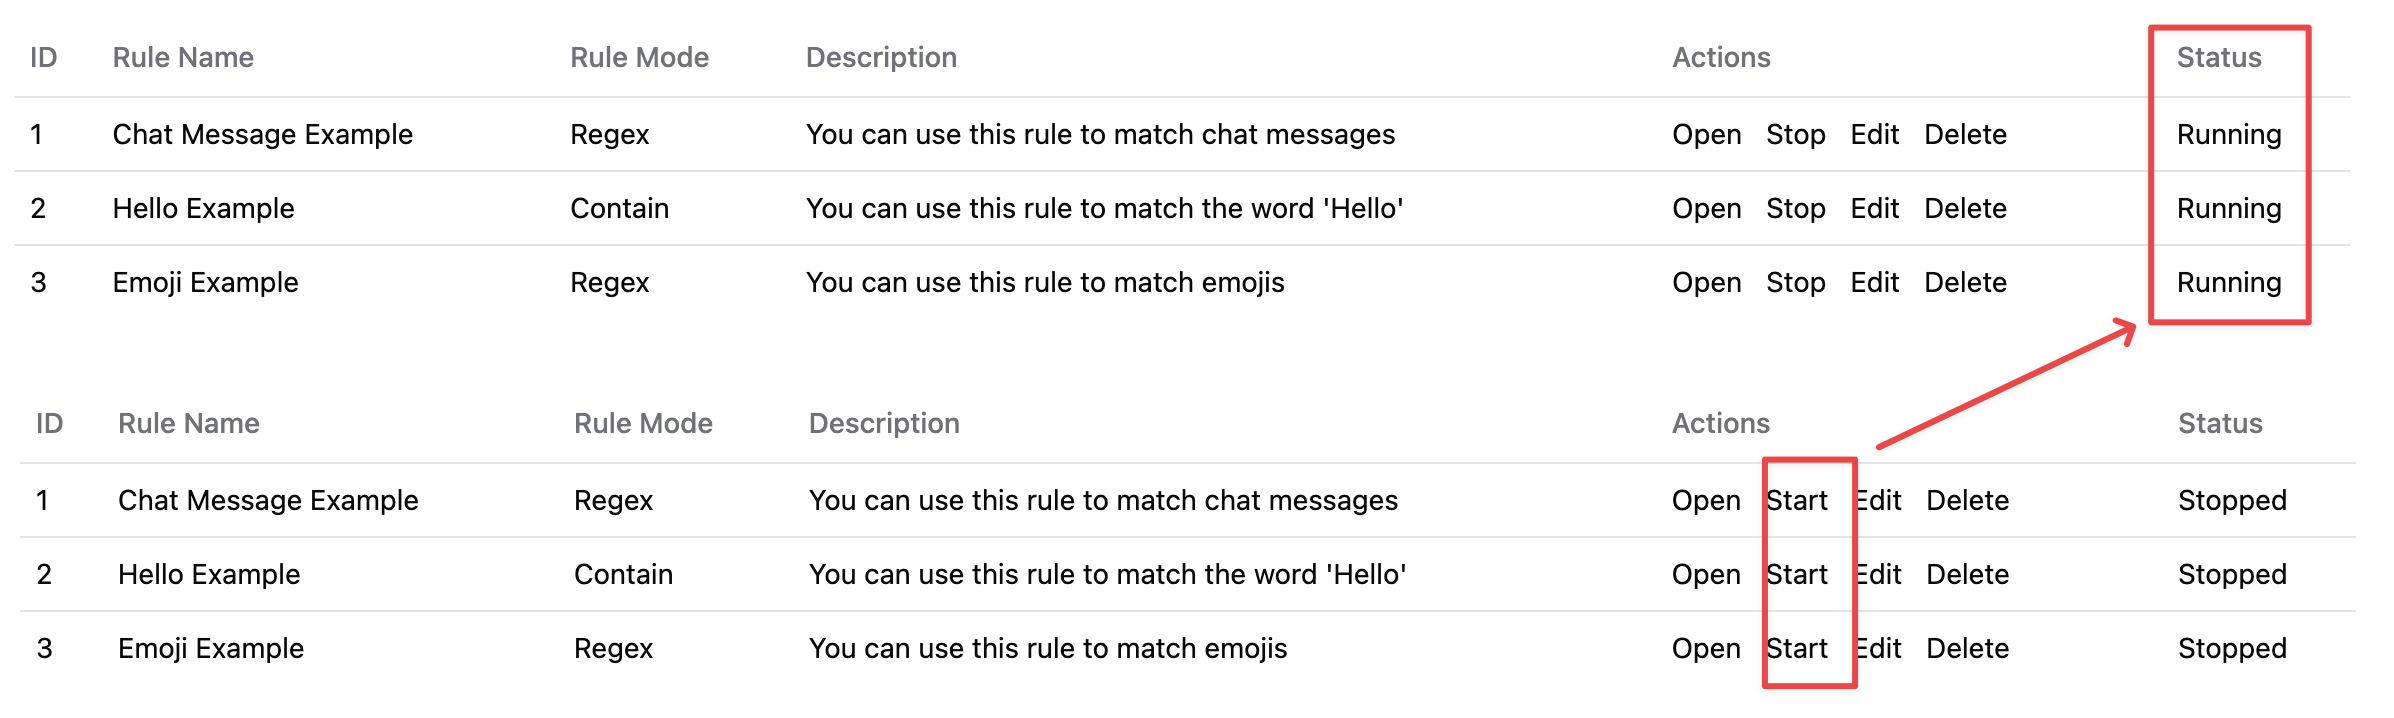 ID Rule Name Rule Mode Description Actions Status
1 Chat Message Example Regex You can use this rule to match chat messages Open Stop Edit Delete Running
2 Hello Example Contain You can use this rule to match the word 'Hello' Open Stop Edit Delete Running
3 Emoji Example Regex You can use this rule to match emojis Open Stop Edit Delete Running
ID Rule Name Rule Mode Description Actions Status
1 Chat Message Example Regex You can use this rule to match chat messages Open Start Edit Delete Stopped
2 Hello Example Contain You can use this rule to match the word 'Hello' Open Start Edit Delete Stopped
3 Emoji Example Regex You can use this rule to match emojis Open Start Edit Delete Stopped